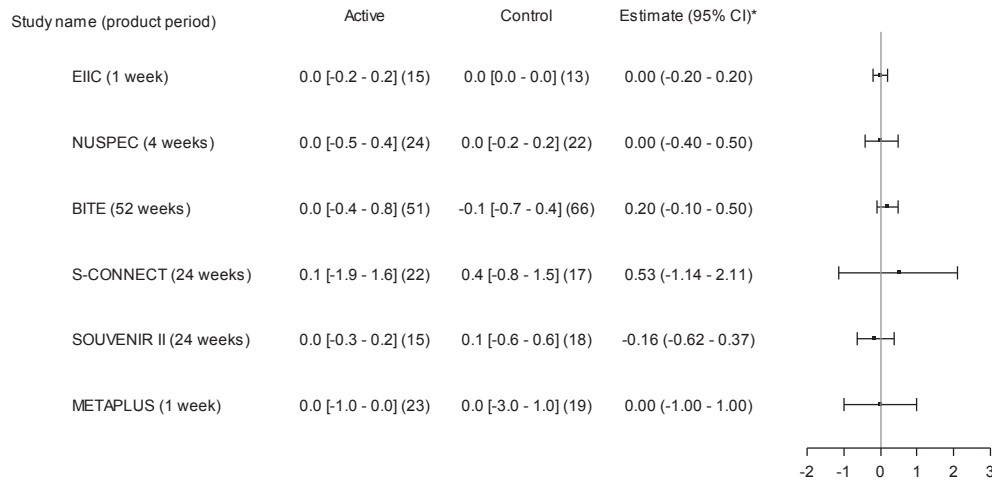 Study name (product period) Active Control Estimate (95% CI)*
EIIC (1 week) 0.0 [-0.2 - 0.2] (15) 0.0 [0.0 - 0.0] (13) 0.00 (-0.20 - 0.20)
NUSPEC (4 weeks) 0.0 [-0.5 - 0.4] (24) 0.0 [-0.2 - 0.2] (22) 0.00 (-0.40 - 0.50)
BITE (52 weeks) 0.0 [-0.4 - 0.8] (51) -0.1 [-0.7 - 0.4] (66) 0.20 (-0.10 - 0.50)
S-CONNECT (24 weeks) 0.1 [-1.9 - 1.6] (22) 0.4 [-0.8 - 1.5] (17) 0.53 (-1.14 - 2.11)
SOUVENIR II (24 weeks) 0.0 [-0.3 - 0.2] (15) 0.1 [-0.6 - 0.6] (18) -0.16 (-0.62 - 0.37)
METAPLUS (1 week) 0.0 [-1.0 - 0.0] (23) 0.0 [-3.0 - 1.0] (19) 0.00 (-1.00 - 1.00)
-2 -1 0 1 2 3